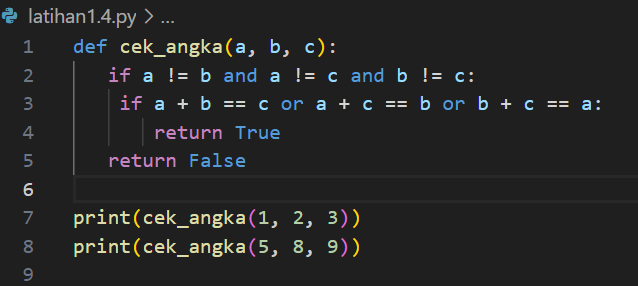 latihan1.4.py > ...
1 def cek_angka(a, b, c):
2    if a != b and a != c and b != c:
3     if a + b == c or a + c == b or b + c == a:
4        return True
5    return False
6
7 print(cek_angka(1, 2, 3))
8 print(cek_angka(5, 8, 9))
9